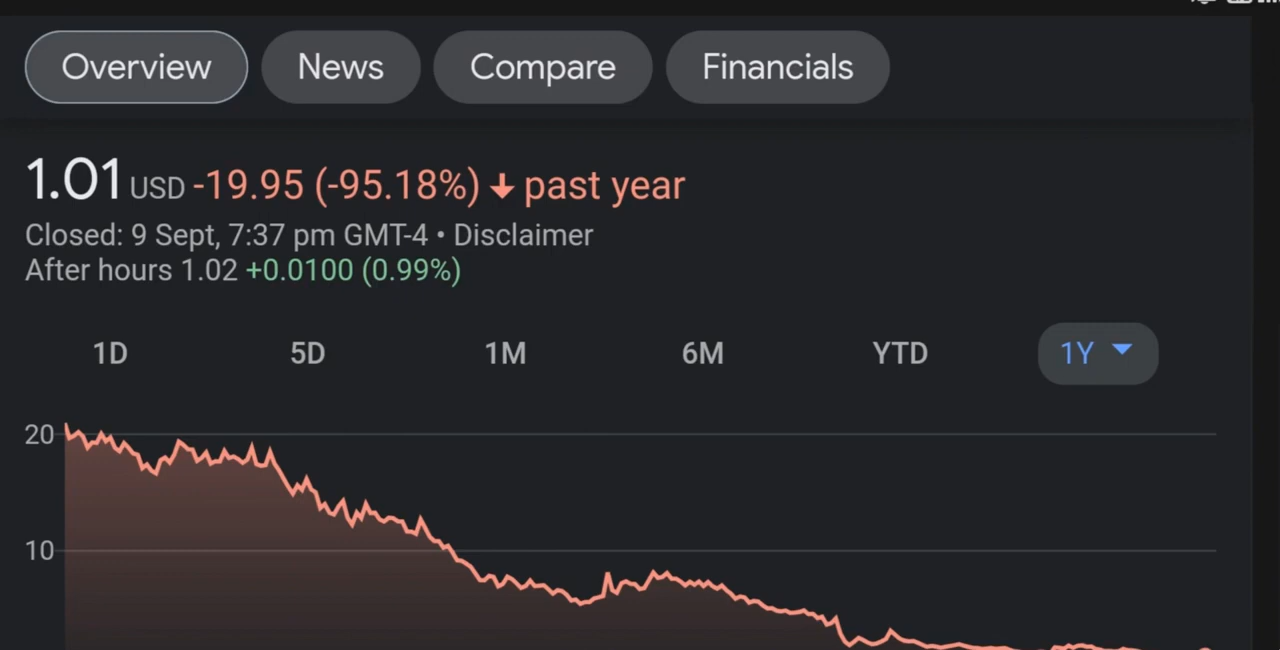 Overview News Compare Financials
1.01 USD -19.95 (-95.18%) ↓ past year
Closed: 9 Sept, 7:37 pm GMT-4 • Disclaimer
After hours 1.02 +0.0100 (0.99%)
1D 5D 1M 6M YTD 1Y
20
10